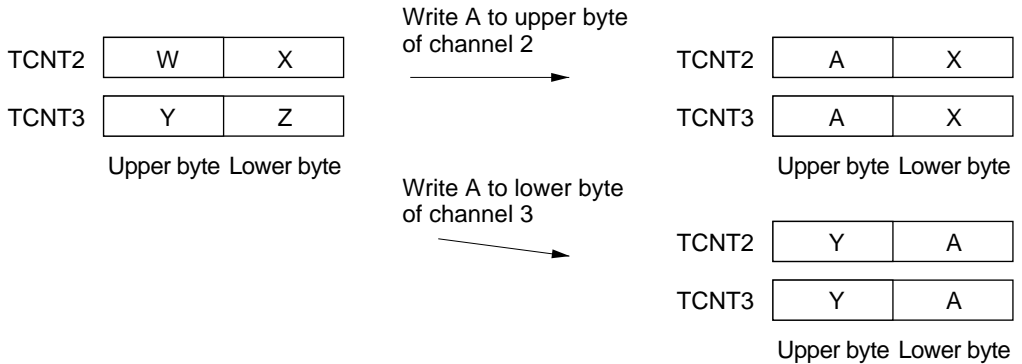 Write A to upper byte
of channel 2
TCNT2 W X
TCNT3 Y Z
Upper byte Lower byte
TCNT2 A X
TCNT3 A X
Upper byte Lower byte
Write A to lower byte
of channel 3
TCNT2 Y A
TCNT3 Y A
Upper byte Lower byte